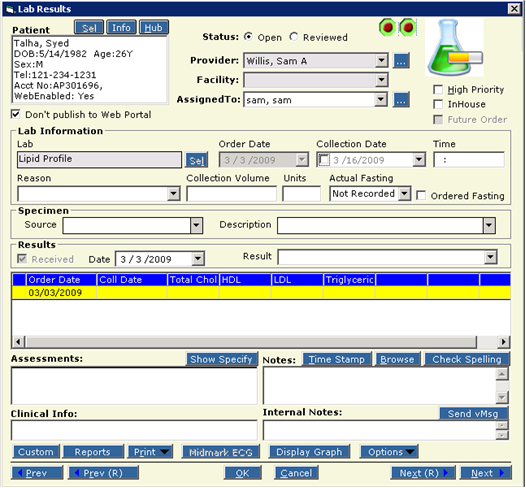 Lab Results
Patient Sel Info Hub
Talha, Syed
DOB:5/14/1982 Age:26Y
Sex:M
Tel:121-234-1231
Acct No:AP301696,
WebEnabled: Yes
Don't publish to Web Portal
Status: Open Reviewed
Provider: Willis, Sam A ...
Facility:
AssignedTo: sam, sam ...
High Priority
InHouse
Future Order
Lab Information
Lab Order Date Collection Date Time
Lipid Profile Sel 3 / 3 /2009 3 /16/2009 :
Reason Collection Volume Units Actual Fasting
Not Recorded Ordered Fasting
Specimen
Source Description
Results
Received Date 3 / 3 /2009 Result
Order Date Coll Date Total Chol HDL LDL Triglyceric
03/03/2009
Assessments: Show Specify Notes: Time Stamp Browse Check Spelling
Clinical Info: Internal Notes: Send vMsg
Custom Reports Print Midmark ECG Display Graph Options
Prev Prev (R) OK Cancel Next (R) Next